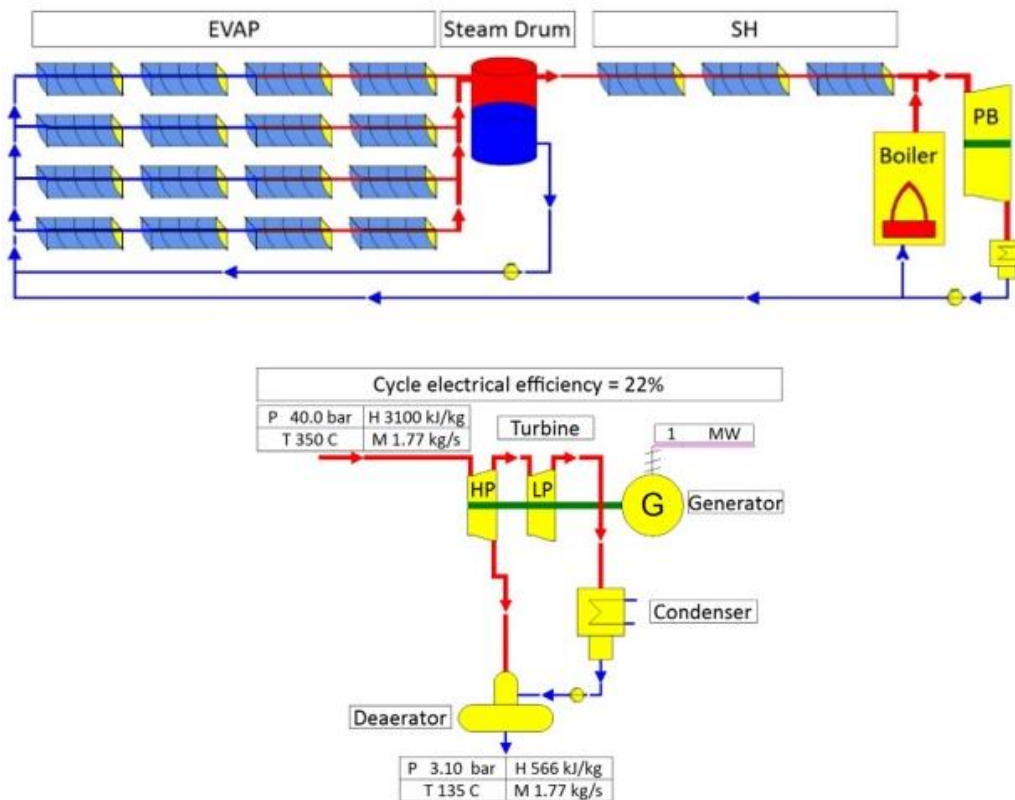 EVAP
Steam Drum
SH
PB
Boiler
Cycle electrical efficiency = 22%
P 40.0 bar H 3100 kJ/kg
T 350 C M 1.77 kg/s
Turbine
1 MW
HP
LP
G
Generator
Condenser
Deaerator
P 3.10 bar H 566 kJ/kg
T 135 C M 1.77 kg/s